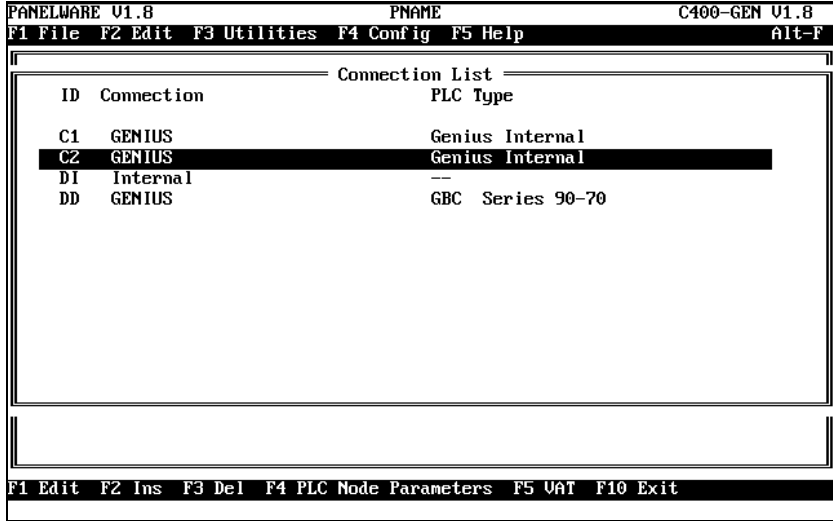 PANELWARE V1.8 PNAME C400-GEN V1.8
F1 File F2 Edit F3 Utilities F4 Config F5 Help Alt-F
Connection List
ID Connection PLC Type
C1 GENIUS Genius Internal
C2 GENIUS Genius Internal
DI Internal --
DD GENIUS GBC Series 90-70
F1 Edit F2 Ins F3 Del F4 PLC Node Parameters F5 VAT F10 Exit